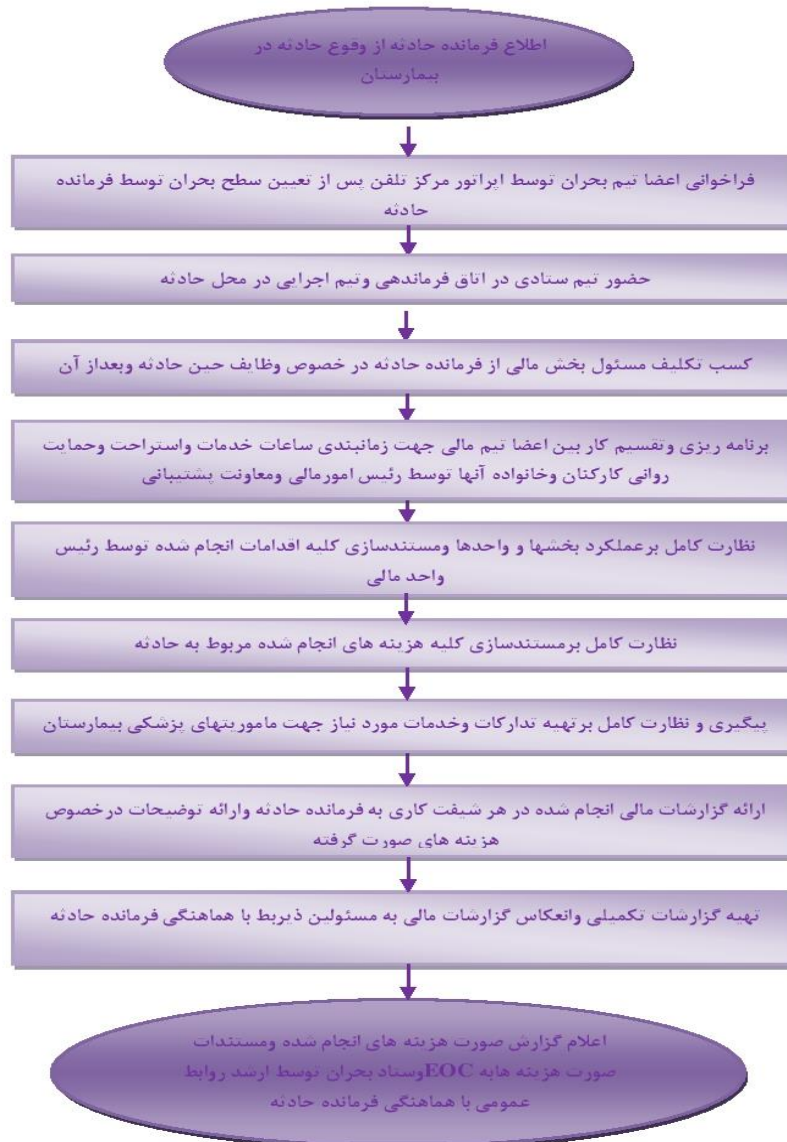 اطلاع فرمانده حادثه از وقوع حادثه در
بیمارستان
فراخوانی اعضا تیم بحران توسط اپراتور مرکز تلفن پس از تعیین سطح بحران توسط فرمانده
حادثه
حضور تیم ستادی در اتاق فرماندهی وتیم اجرایی در محل حادثه
کسب تکلیف مسئول بخش مالی از فرمانده حادثه در خصوص وظایف حین حادثه وبعداز آن
برنامه ریزی وتقسیم کار بین اعضا تیم مالی جهت زمانبندی ساعات خدمات واستراحت وحمایت
روانی کارکنان وخانواده آنها توسط رئیس امورمالی ومعاونت پشتیبانی
نظارت کامل برعملکرد بخشها و واحدها ومستندسازی کلیه اقدامات انجام شده توسط رئیس
واحد مالی
نظارت کامل برمستندسازی کلیه هزینه های انجام شده مربوط به حادثه
پیگیری و نظارت کامل برتهیه تدارکات وخدمات مورد نیاز جهت ماموریتهای پزشکی بیمارستان
ارائه گزارشات مالی انجام شده در هر شیفت کاری به فرمانده حادثه وارائه توضیحات درخصوص
هزینه های صورت گرفته
تهیه گزارشات تکمیلی وانعکاس گزارشات مالی به مسئولین ذیربط با هماهنگی فرمانده حادثه
اعلام گزارش صورت هزینه های انجام شده ومستندات
صورت هزینه هابه EOC وستاد بحران توسط ارشد روابط
عمومی با هماهنگی فرمانده حادثه